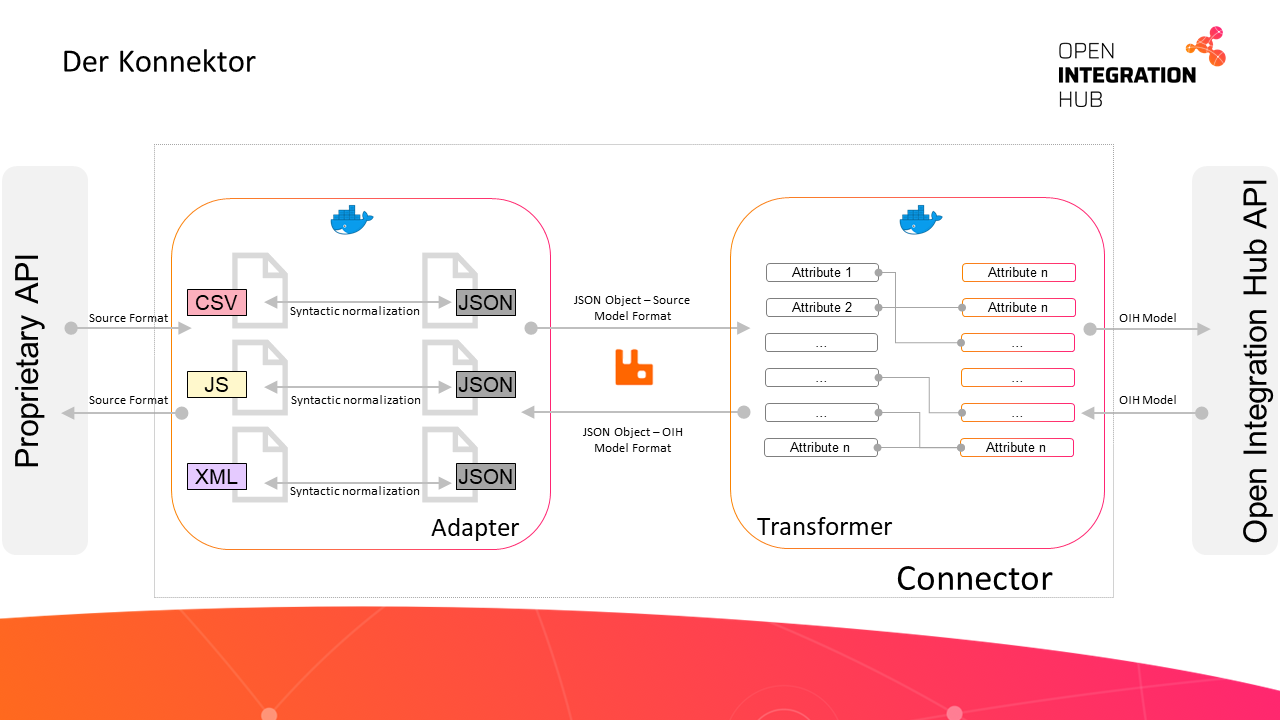 Der Konnektor
OPEN
INTEGRATION
HUB
Proprietary API
Source Format
Source Format
CSV
Syntactic normalization
JSON
JS
Syntactic normalization
JSON
XML
Syntactic normalization
JSON
Adapter
JSON Object – Source
Model Format
JSON Object – OIH
Model Format
Attribute 1
Attribute 2
...
...
...
Attribute n
Attribute n
Attribute n
...
...
...
Attribute n
Transformer
Connector
OIH Model
OIH Model
Open Integration Hub API